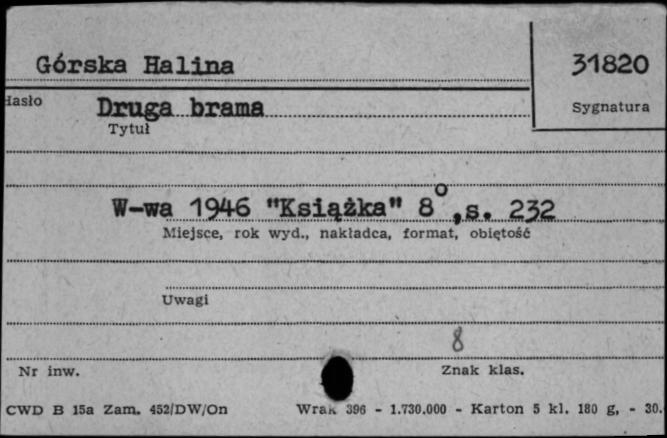 Górska Halina 31820
Hasło Druga brama Sygnatura
Tytuł
W-wa 1946 "Książka" 8°,s. 232
Miejsce, rok wyd., nakładca, format, obiętość
Uwagi
8
Nr inw. Znak klas.
CWD B 15a Zam. 452/DW/On Wrak 396 - 1.730.000 - Karton 5 kl. 180 g, - 30.